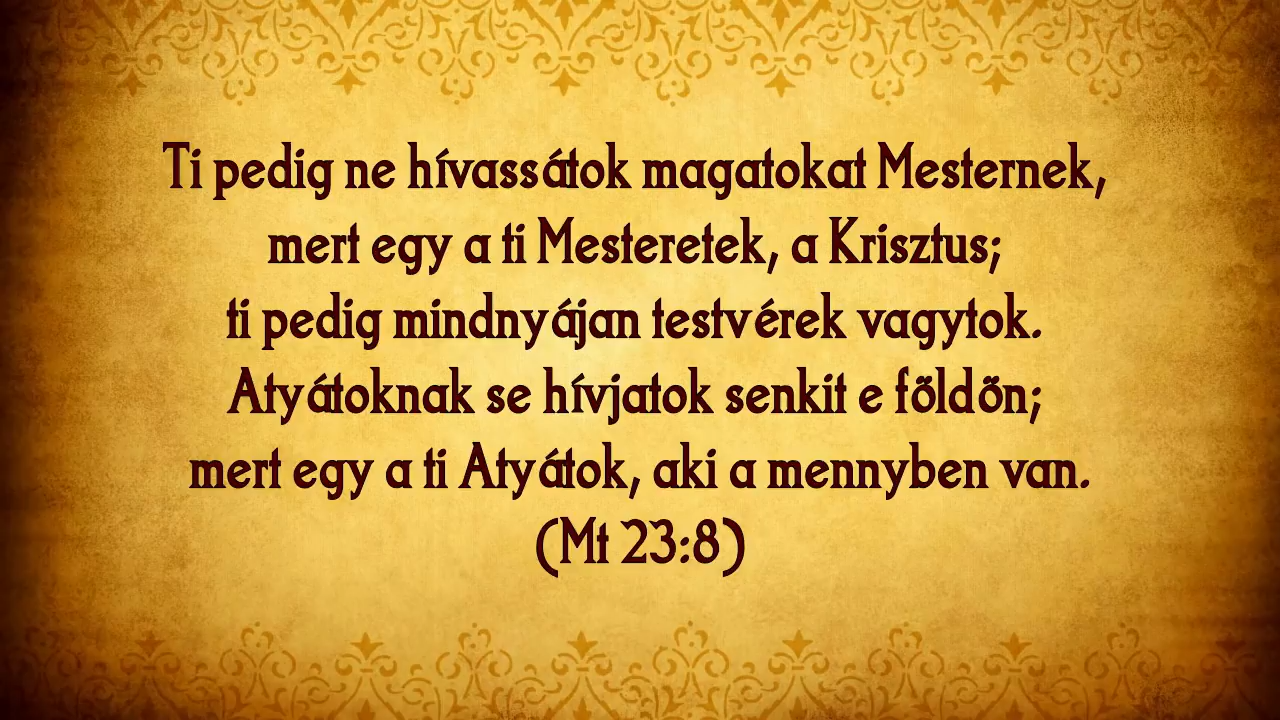 Ti pedig ne hívassátok magatokat Mesternek,
mert egy a ti Mesteretek, a Krisztus;
ti pedig mindnyájan testvérek vagytok.
Atyátoknak se hívjatok senkit e földön;
mert egy a ti Atyátok, aki a mennyben van.
(Mt 23:8)